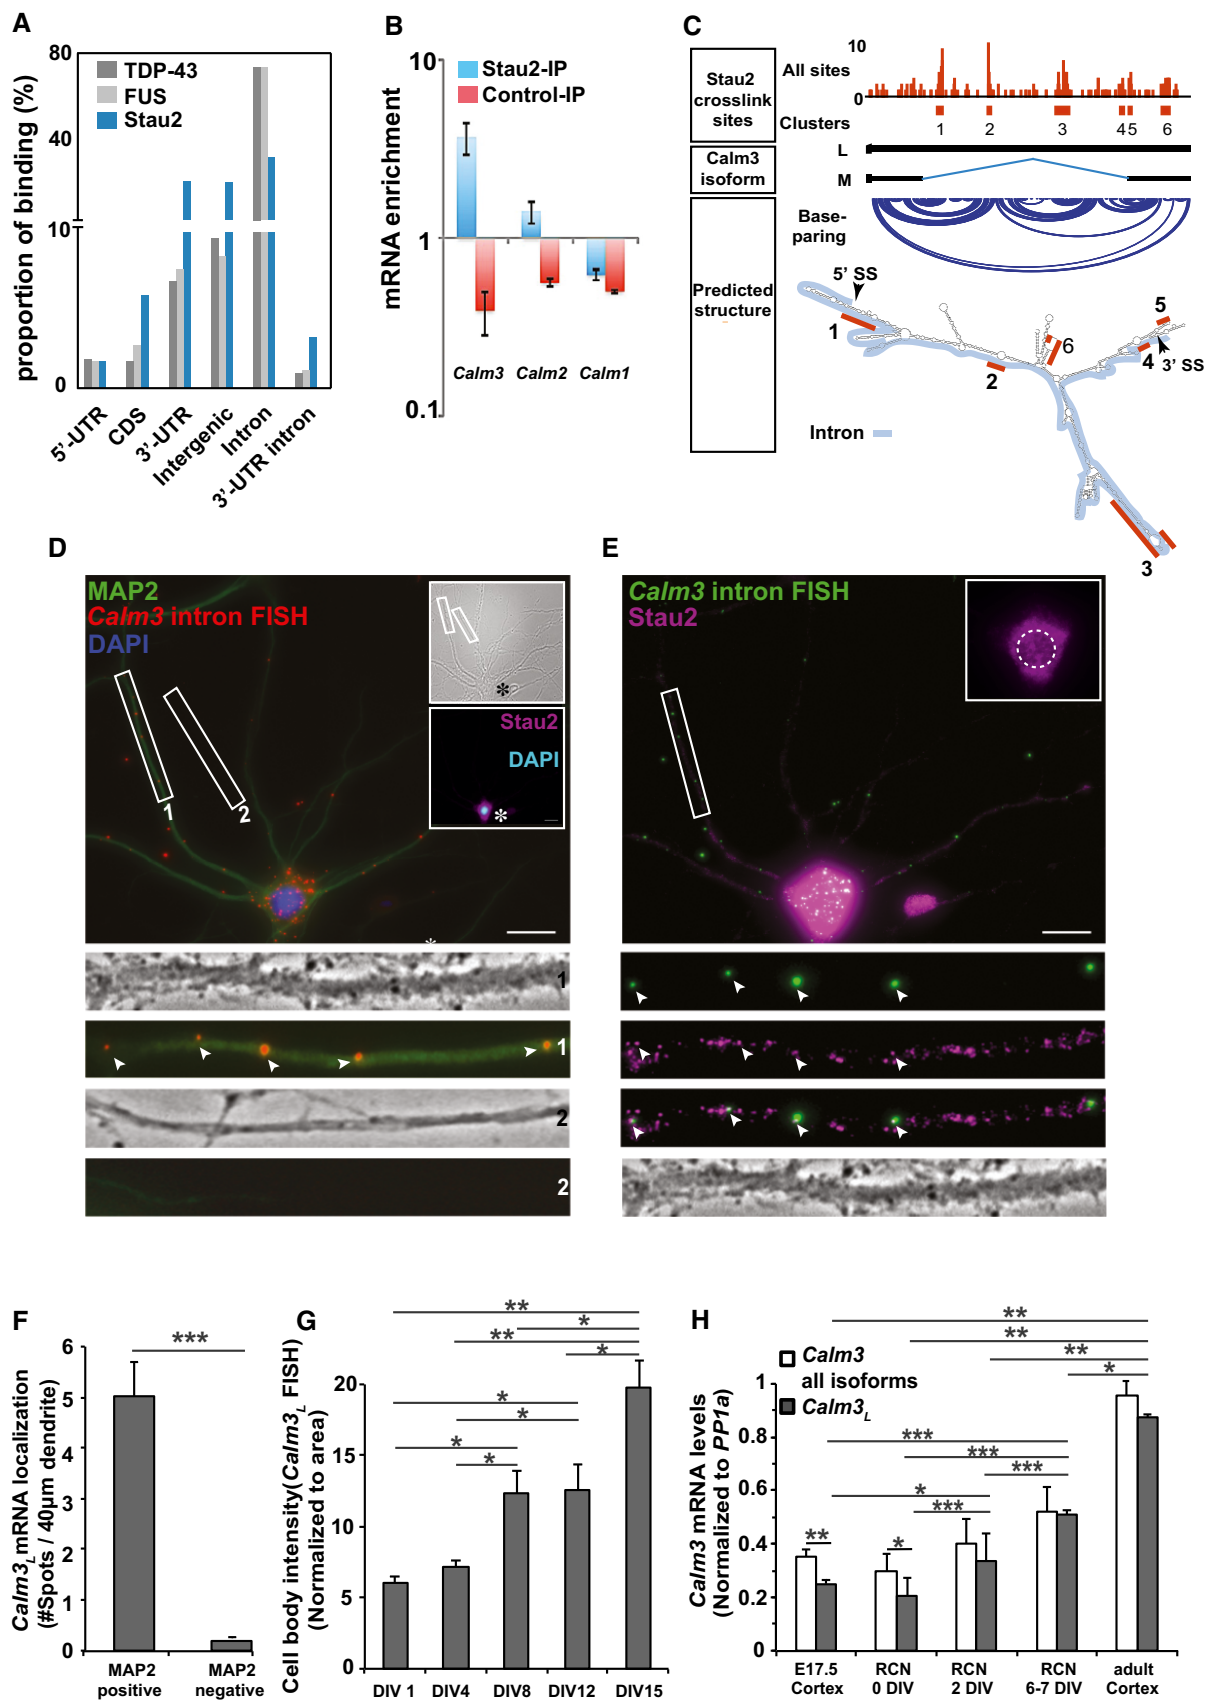 A
80
40
10
0
proportion of binding (%)
TDP-43
FUS
Stau2
5’-UTR
CDS
3’-UTR
Intergenic
Intron
3’-UTR intron
B
10
1
0.1
mRNA enrichment
Stau2-IP
Control-IP
Calm3
Calm2
Calm1
C
Stau2
crosslink
sites
10
All sites
0
Clusters
1
2
3
4
5
6
Calm3
isoform
L
M
Predicted
structure
Base-
paring
5’ SS
1
2
6
5
4
3’ SS
3
Intron
D
MAP2
Calm3 intron FISH
DAPI
*
Stau2
DAPI
*
1
2
*
1
1
2
2
E
Calm3 intron FISH
Stau2
F
Calm3L mRNA localization
(#Spots / 40µm dendrite)
6
5
4
3
2
1
0
***
MAP2
positive
MAP2
negative
G
Cell body intensity(Calm3L FISH)
(Normalized to area)
20
15
10
5
0
**
*
**
*
*
*
*
*
DIV 1
DIV4
DIV8
DIV12
DIV15
H
Calm3 mRNA levels
(Normalized to PP1a)
Calm3
all isoforms
Calm3L
1
0.8
0.6
0.4
0.2
0
**
**
**
*
***
***
***
*
***
**
*
E17.5
Cortex
RCN
0 DIV
RCN
2 DIV
RCN
6-7 DIV
adult
Cortex